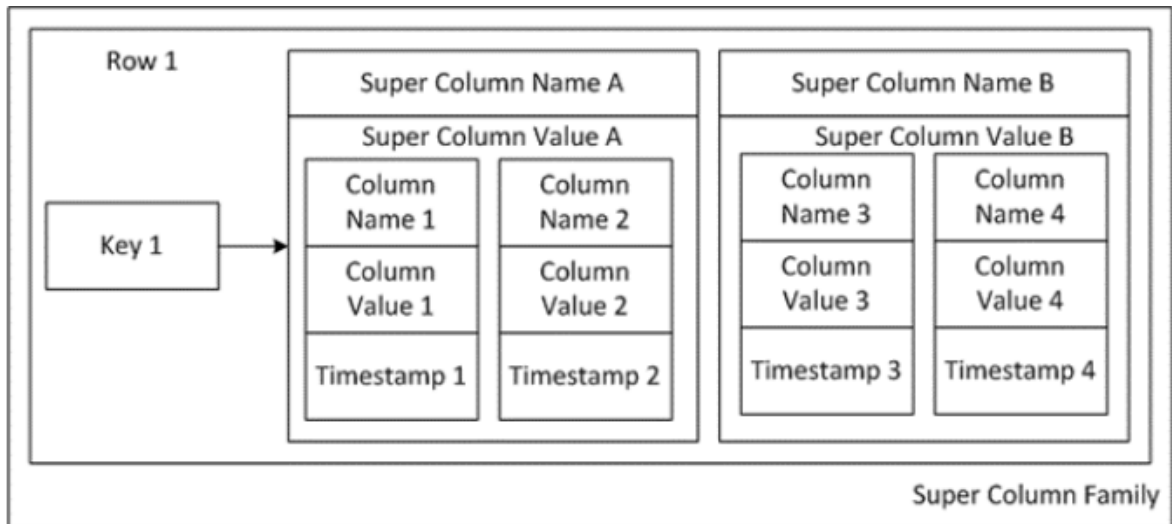 Row 1
Key 1
Super Column Name A
Super Column Value A
Column
Name 1
Column
Value 1
Timestamp 1
Column
Name 2
Column
Value 2
Timestamp 2
Super Column Name B
Super Column Value B
Column
Name 3
Column
Value 3
Timestamp 3
Column
Name 4
Column
Value 4
Timestamp 4
Super Column Family